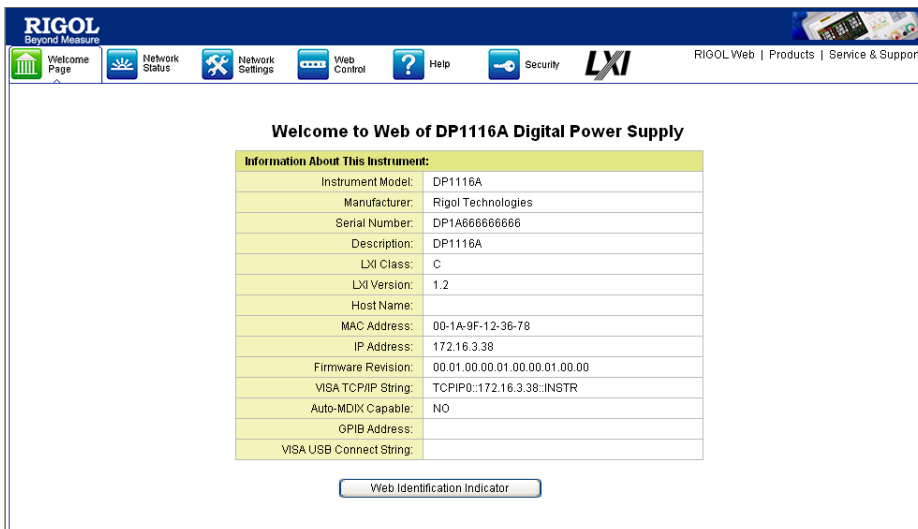 RIGOL
Beyond Measure
Welcome Page
Network Status
Network Settings
Web Control
Help
Security
LXI
RIGOL Web | Products | Service & Suppor
Welcome to Web of DP1116A Digital Power Supply
Information About This Instrument:
Instrument Model: DP1116A
Manufacturer: Rigol Technologies
Serial Number: DP1A666666666
Description: DP1116A
LXI Class: C
LXI Version: 1.2
Host Name:
MAC Address: 00-1A-9F-12-36-78
IP Address: 172.16.3.38
Firmware Revision: 00.01.00.00.01.00.00.01.00.00
VISA TCP/IP String: TCPIP0::172.16.3.38::INSTR
Auto-MDIX Capable: NO
GPIB Address:
VISA USB Connect String:
Web Identification Indicator